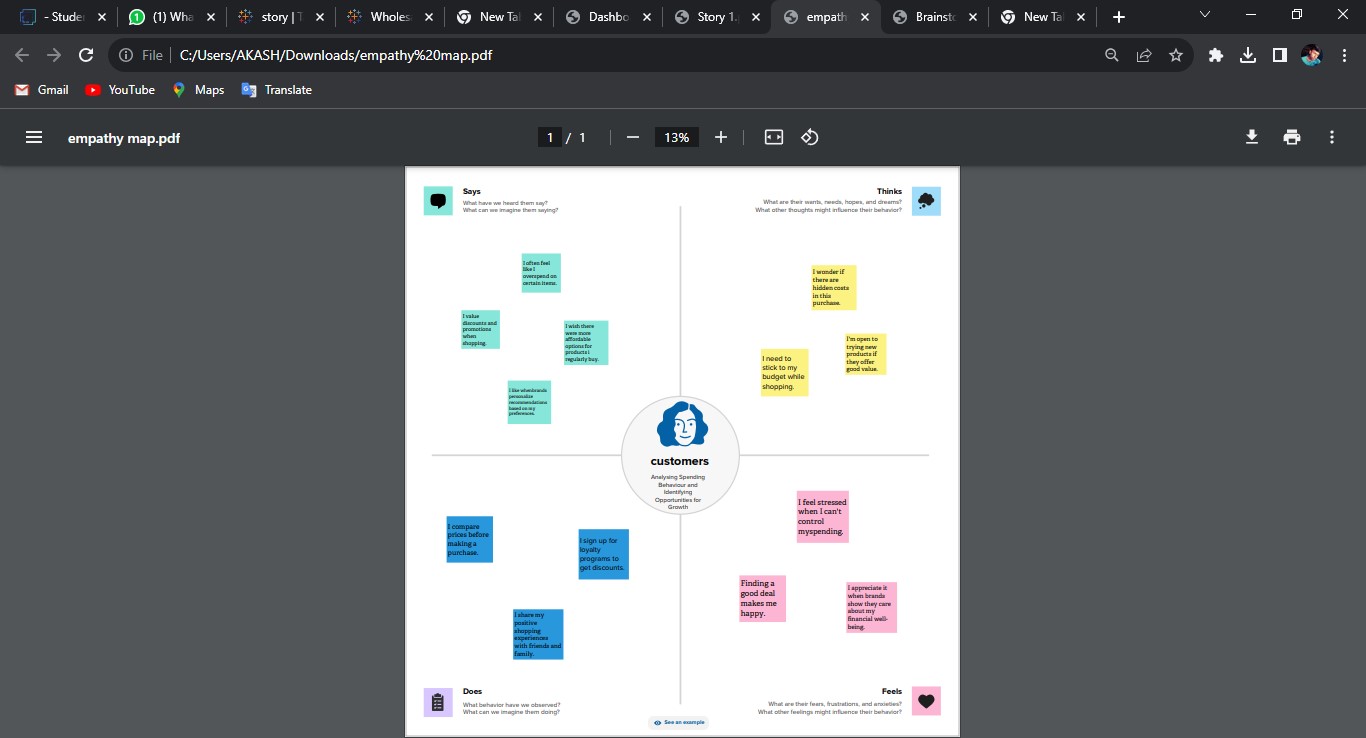 - Studer
(1) Wha
story | T
Wholes
New Tal
Dashbo
Story 1.
empath
Brainsto
New Tal
File
C:/Users/AKASH/Downloads/empathy%20map.pdf
Gmail
YouTube
Maps
Translate
empathy map.pdf
1 / 1
13%
Says
What have we heard them say?
What can we imagine them saying?
Thinks
What are their wants, needs, hopes, and dreams?
What other thoughts might influence their behavior?
I often feel
like I
overspend on
certain items.
I value
discounts and
promotions
when
shopping.
I wish there
were more
affordable
options for
products i
regularly buy.
I like whenbrands
personalize
recommendations
based on my
preferences.
I wonder if
there are
hidden costs
in this
purchase.
I'm open to
trying new
products if
they offer
good value.
I need to
stick to my
budget while
shopping.
customers
Analysing Spending
Behaviour and
Identifying
Opportunities for
Growth
I compare
prices before
making a
purchase.
I sign up for
loyalty
programs to
get discounts.
I share my
positive
shopping
experiences
with friends and
family.
I feel stressed
when I can't
control
myspending.
Finding a
good deal
makes me
happy.
I appreciate it
when brands
show they care
about my
financial well-
being.
Does
What behavior have we observed?
What can we imagine them doing?
Feels
What are their fears, frustrations, and anxieties?
What other feelings might influence their behavior?
See an example